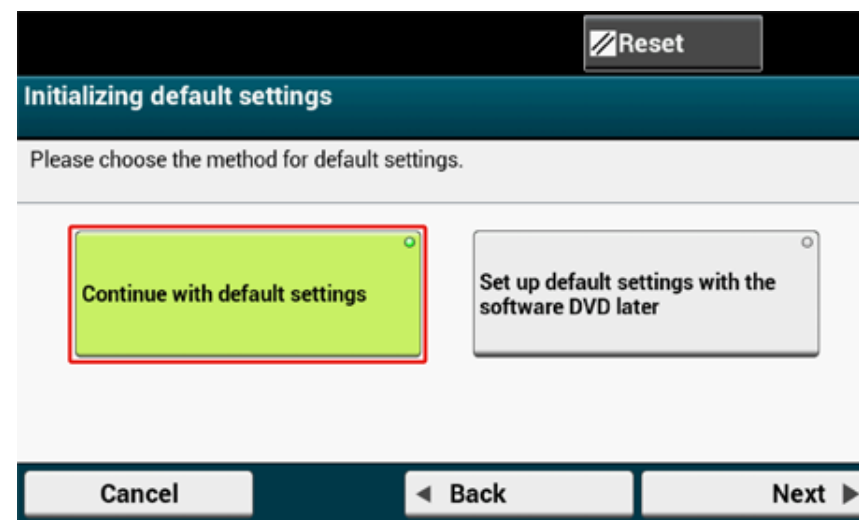 Reset
Initializing default settings
Please choose the method for default settings.
Continue with default settings
Set up default settings with the
software DVD later
Cancel
Back
Next